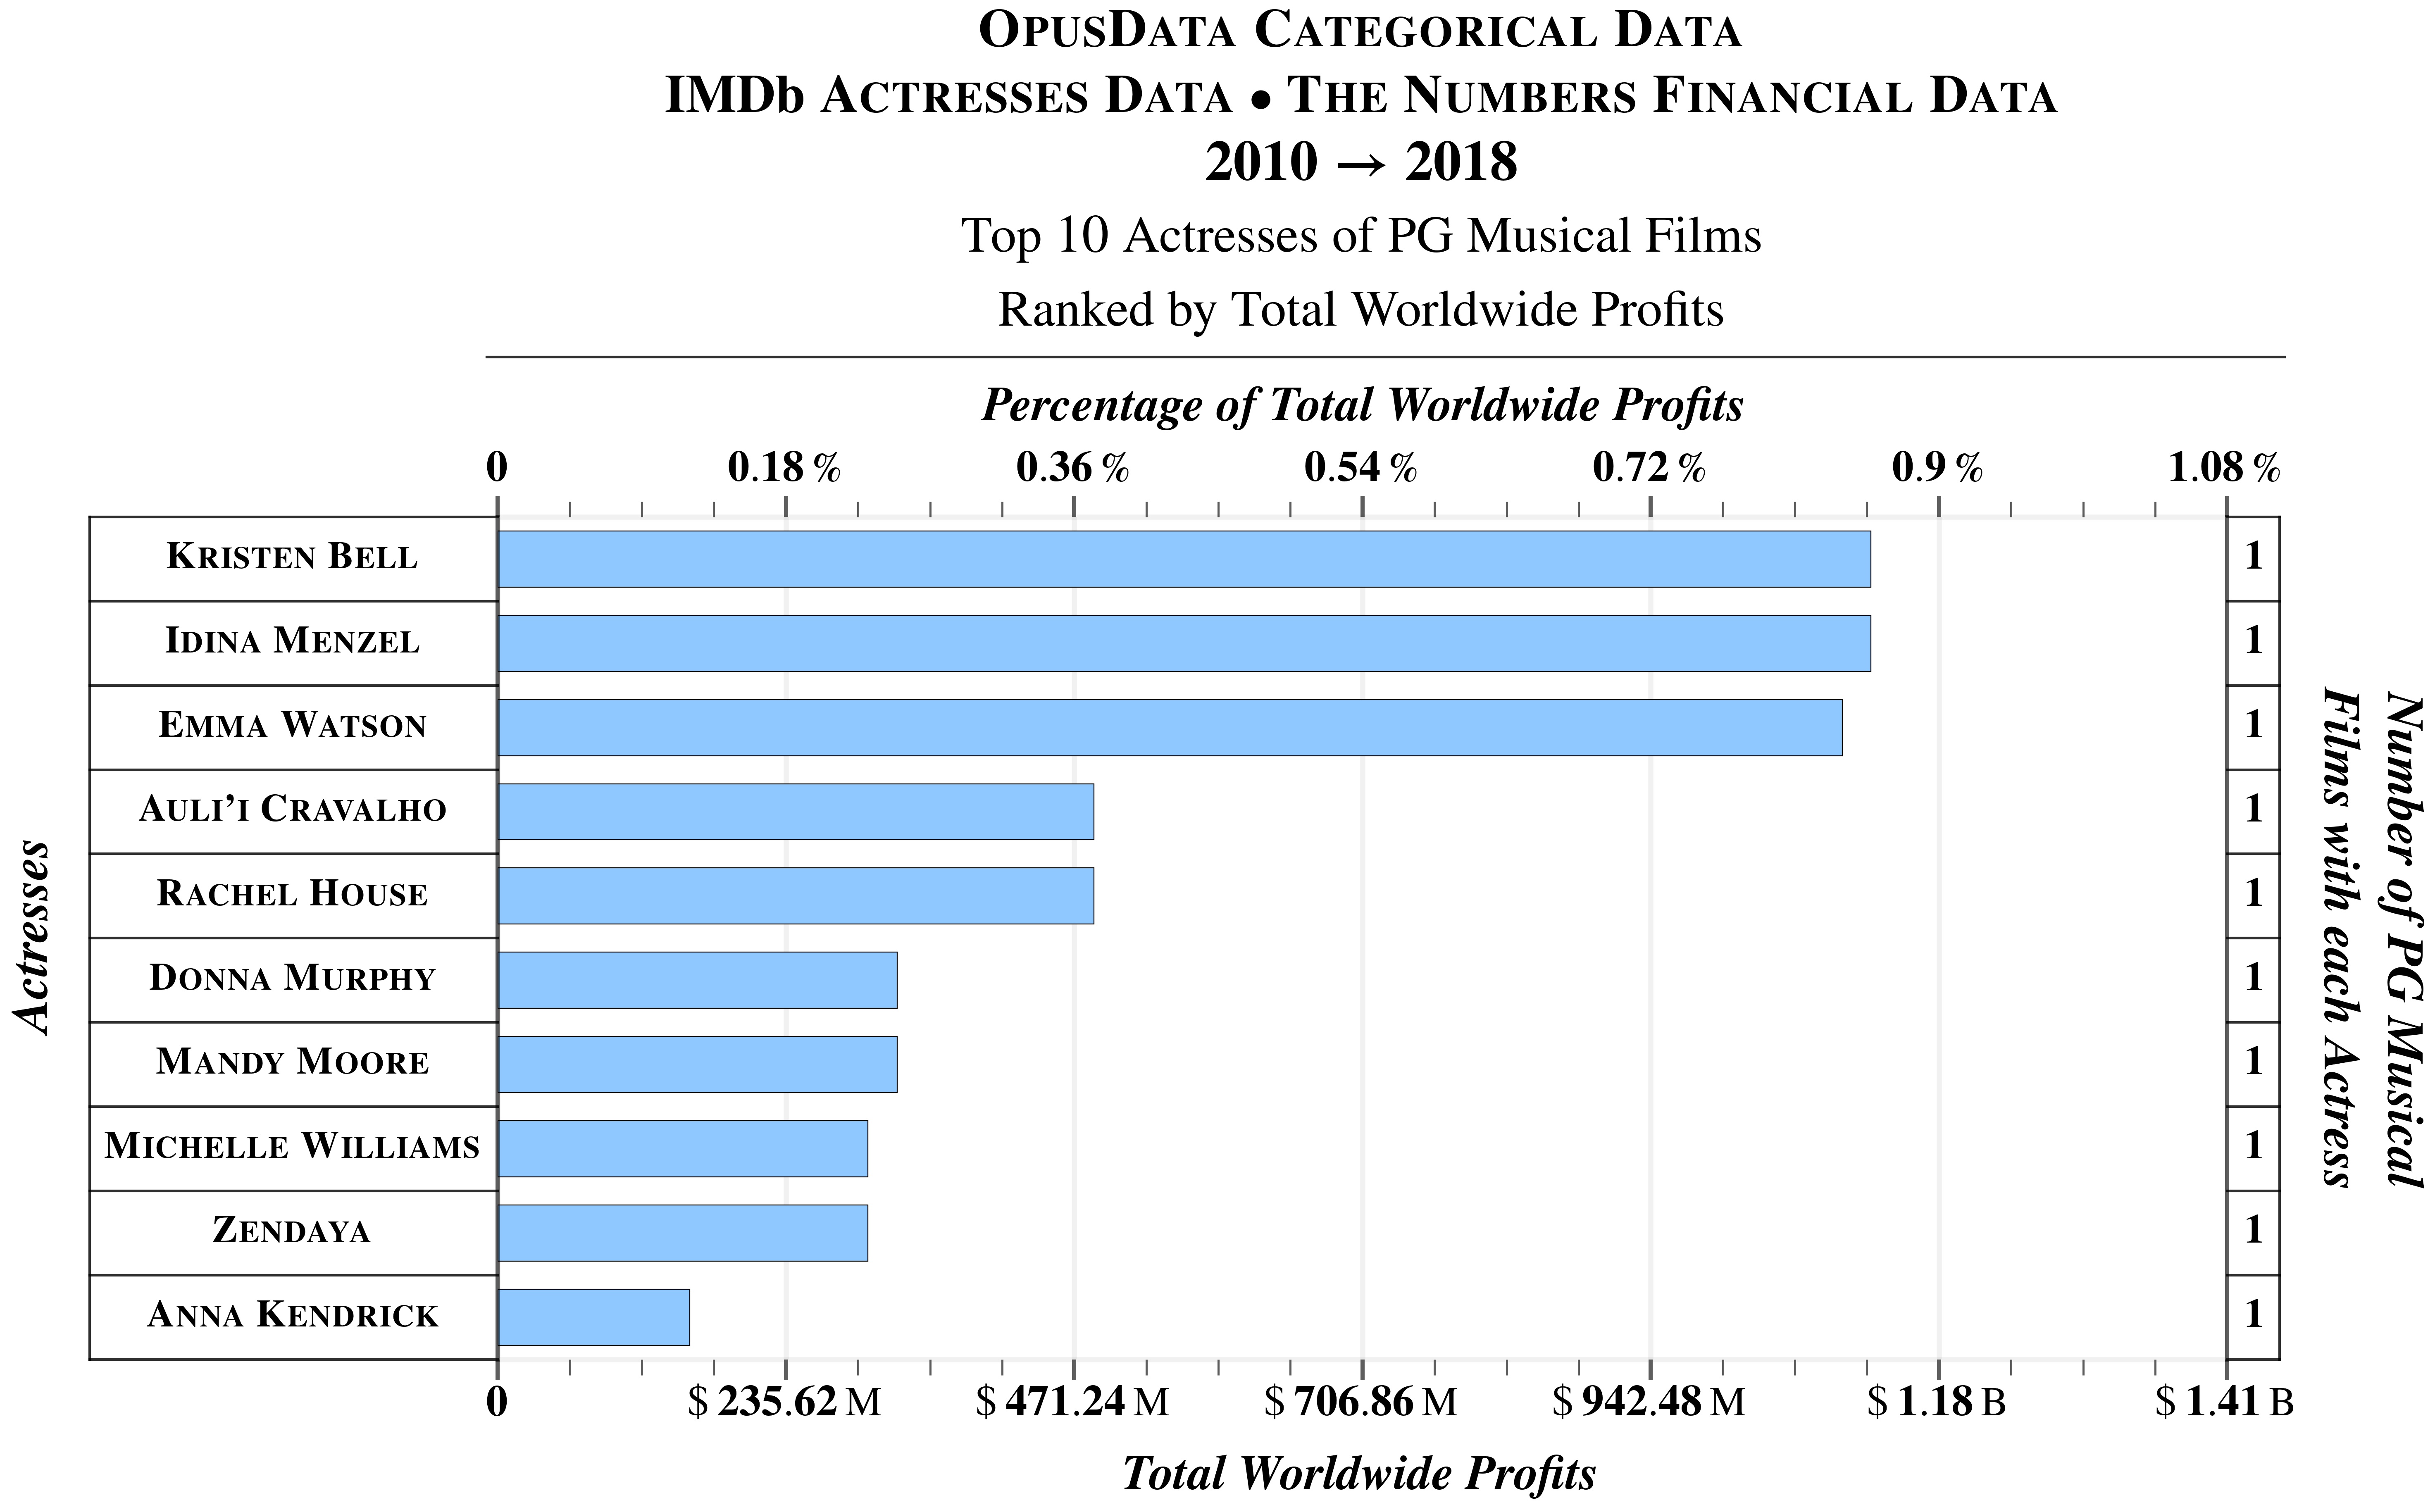 OpusData Categorical Data
IMDb Actresses Data • The Numbers Financial Data
2010 → 2018
Top 10 Actresses of PG Musical Films
Ranked by Total Worldwide Profits
Percentage of Total Worldwide Profits
0 0.18 % 0.36 % 0.54 % 0.72 % 0.9 % 1.08 %
Kristen Bell 1
Idina Menzel 1
Emma Watson 1
Auli’i Cravalho 1
Rachel House 1
Donna Murphy 1
Mandy Moore 1
Michelle Williams 1
Zendaya 1
Anna Kendrick 1
Actresses
Number of PG Musical
Films with each Actress
0 $ 235.62 M $ 471.24 M $ 706.86 M $ 942.48 M $ 1.18 B $ 1.41 B
Total Worldwide Profits